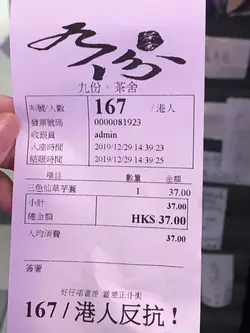 九份
九份。茶舍
叫號/人數 167 /港人
發票號碼 0000081923
收銀員 admin
入座時間 2019/12/29 14:39:23
結賬時間 2019/12/29 14:39:25
項目 數量 金額
三色仙草芋圓 1 37.00
小計 37.00
總金額 HK$ 37.00
人均消費 37.00
簽署
好仔唔當差 當差正仆街
167 / 港人反抗！